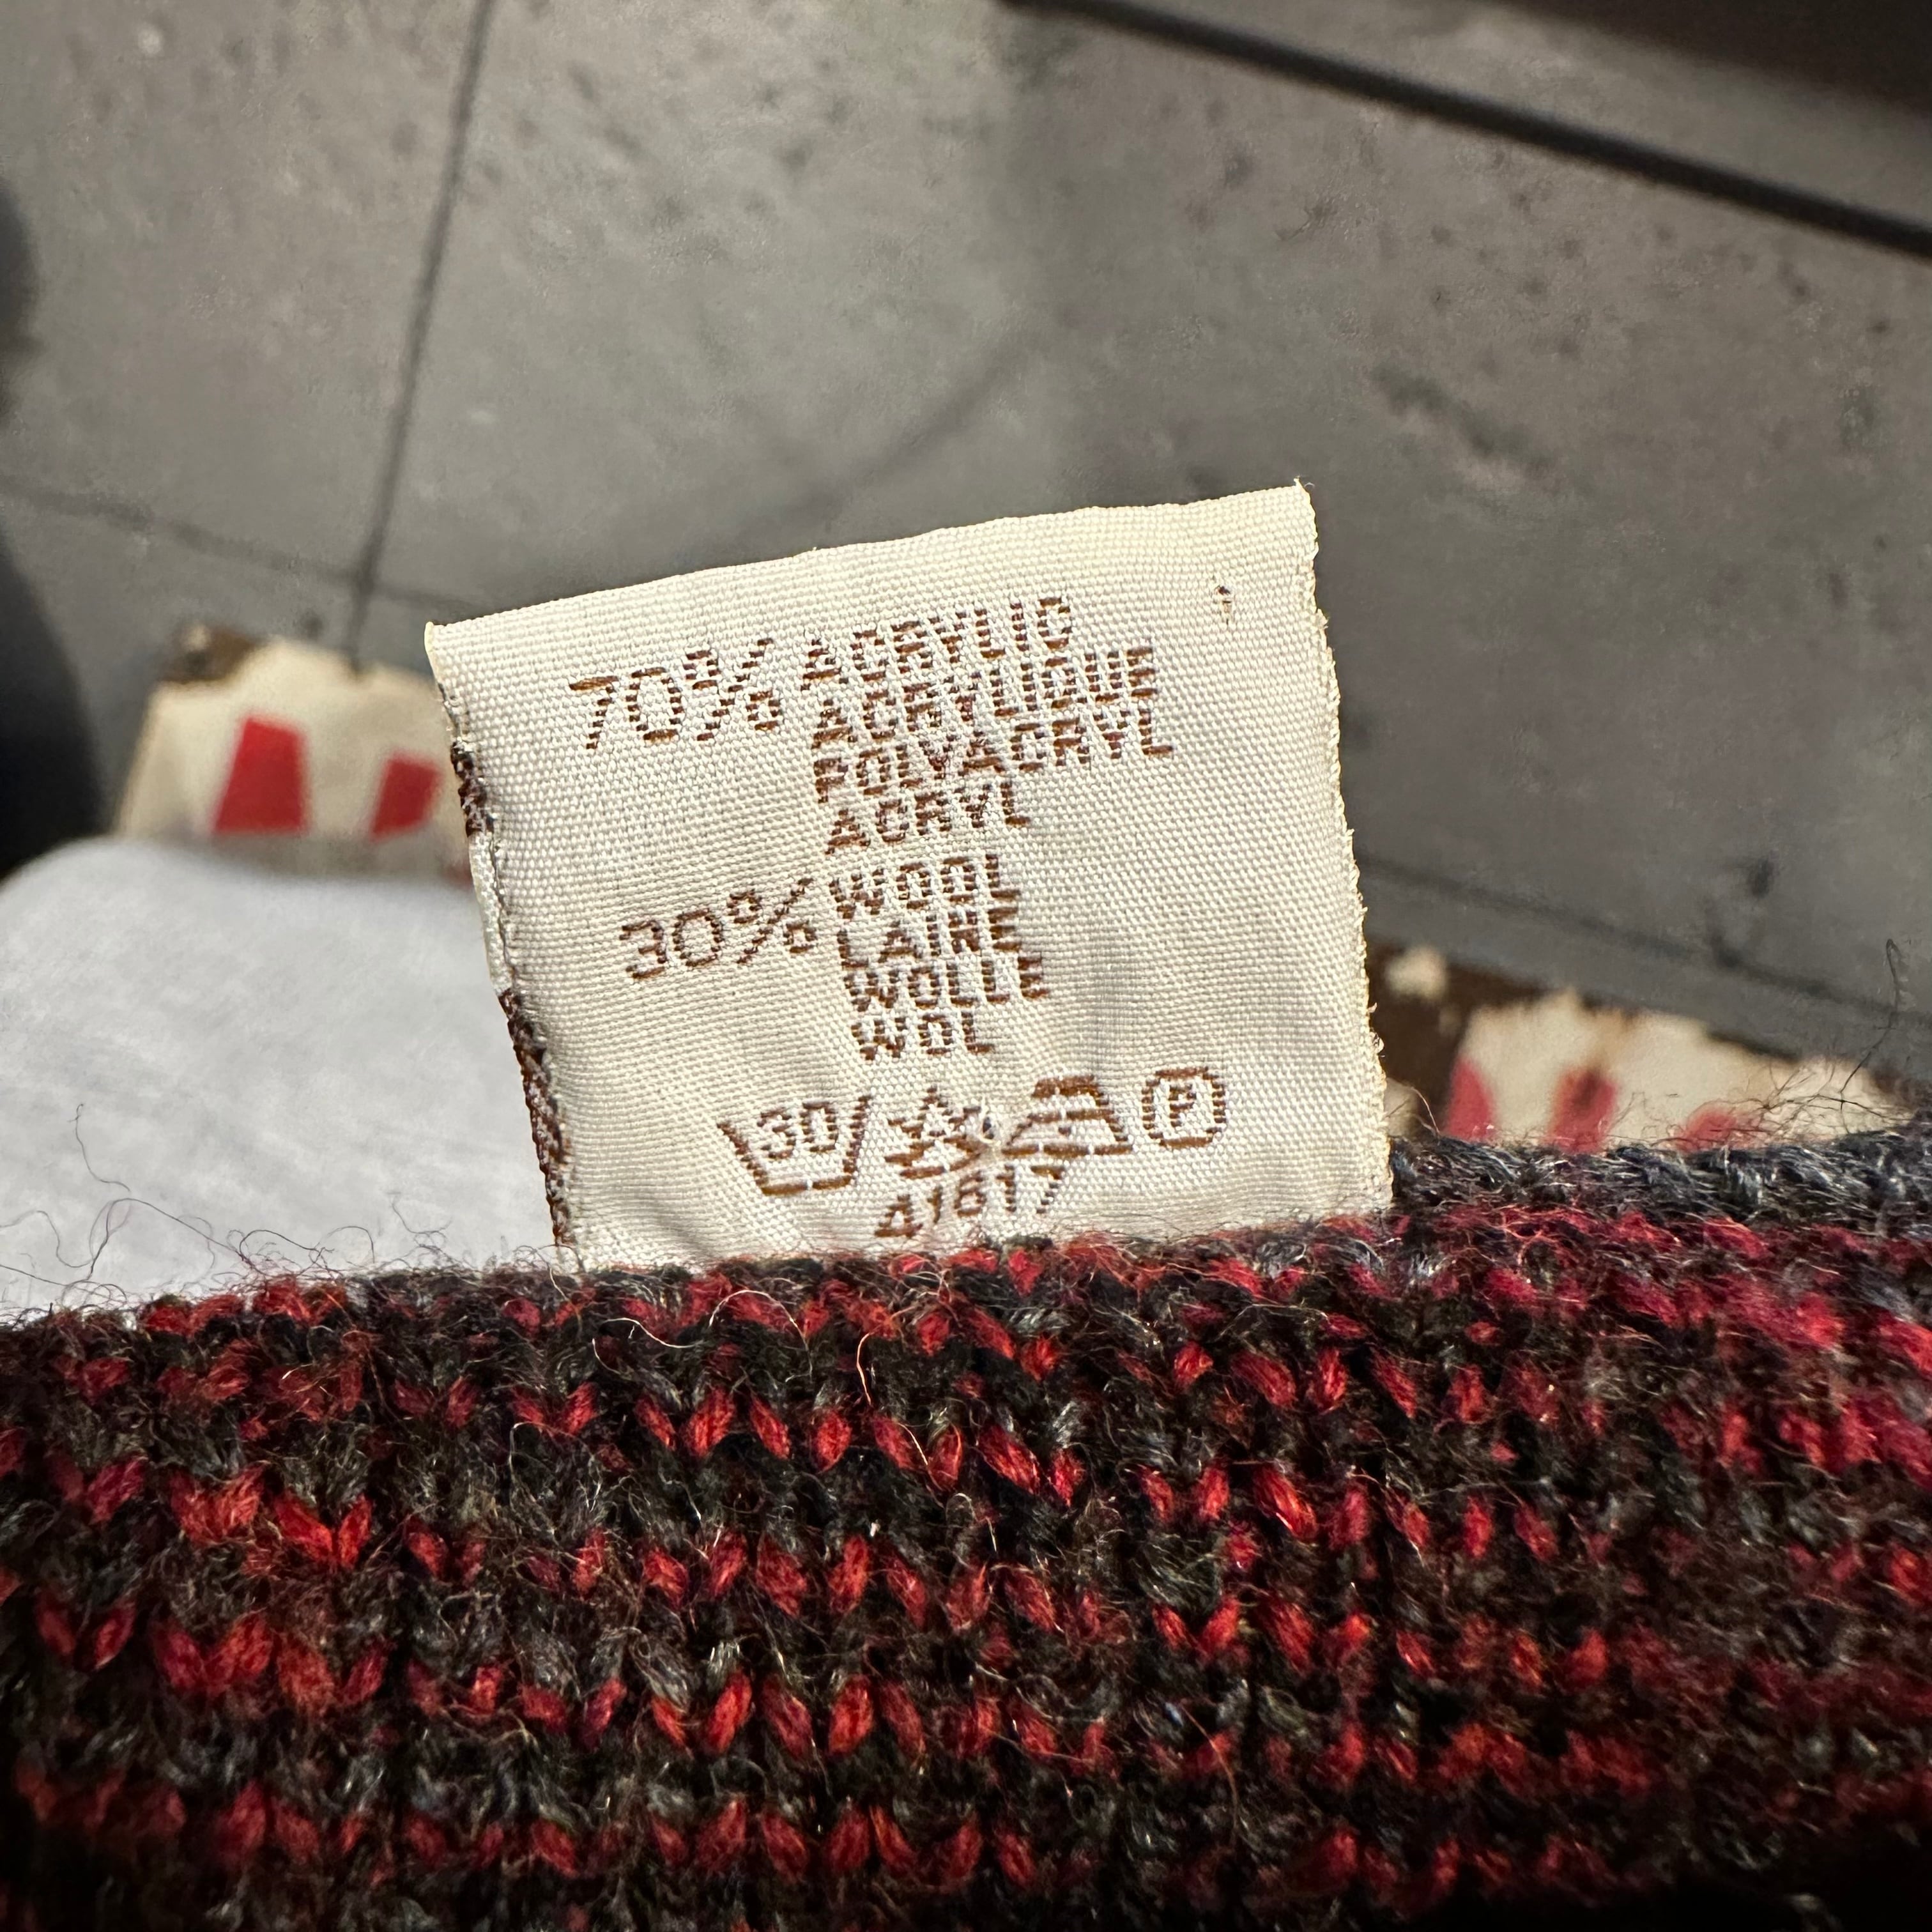 70% ACRYLIC
ACRYLIQUE
POLYACRYL
ACRYL
30% WOOL
LAINE
WOLLE
WOL
30 P
41617